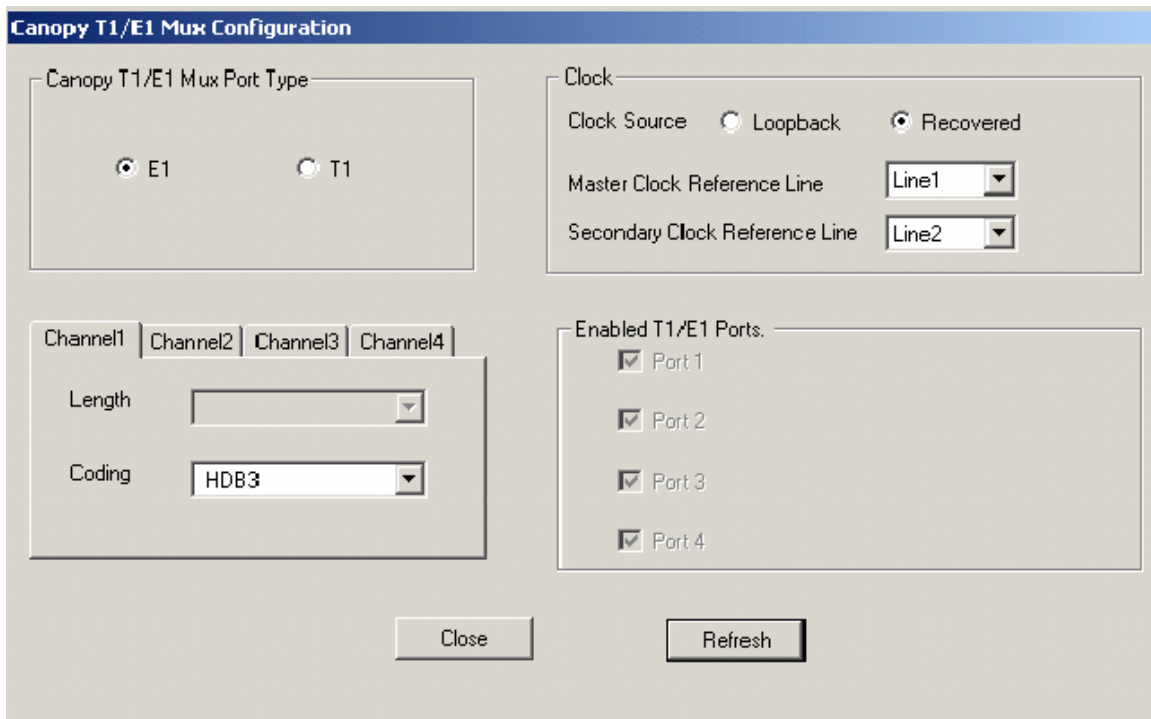 Canopy T1/E1 Mux Configuration
Canopy T1/E1 Mux Port Type
E1
T1
Clock
Clock Source
Loopback
Recovered
Master Clock Reference Line
Line1
Secondary Clock Reference Line
Line2
Channel1
Channel2
Channel3
Channel4
Length
Coding
HDB3
Enabled T1/E1 Ports.
Port 1
Port 2
Port 3
Port 4
Close
Refresh